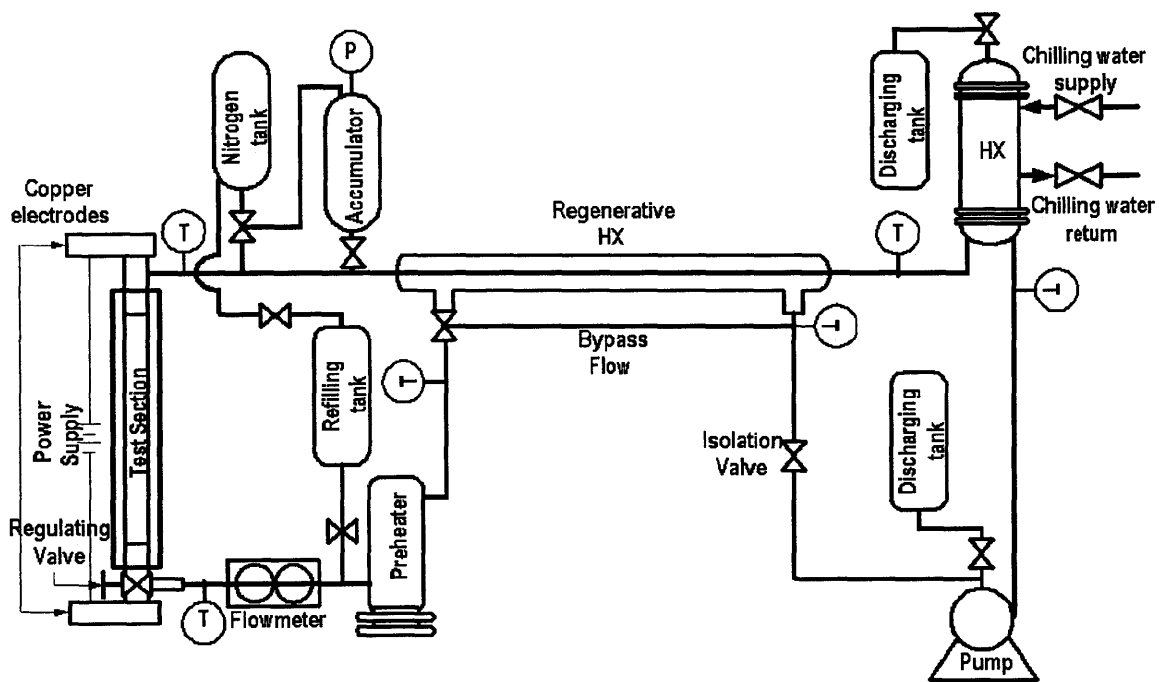 P
Nitrogen
tank
Accumulator
Discharging
tank
Chilling water
supply
HX
Chilling water
return
Copper
electrodes
T
Regenerative
HX
T
T
T
Bypass
Flow
T
Refilling
tank
Power
Supply
Test Section
Isolation
Valve
Discharging
tank
Regulating
Valve
Preheater
T
Flowmeter
Pump